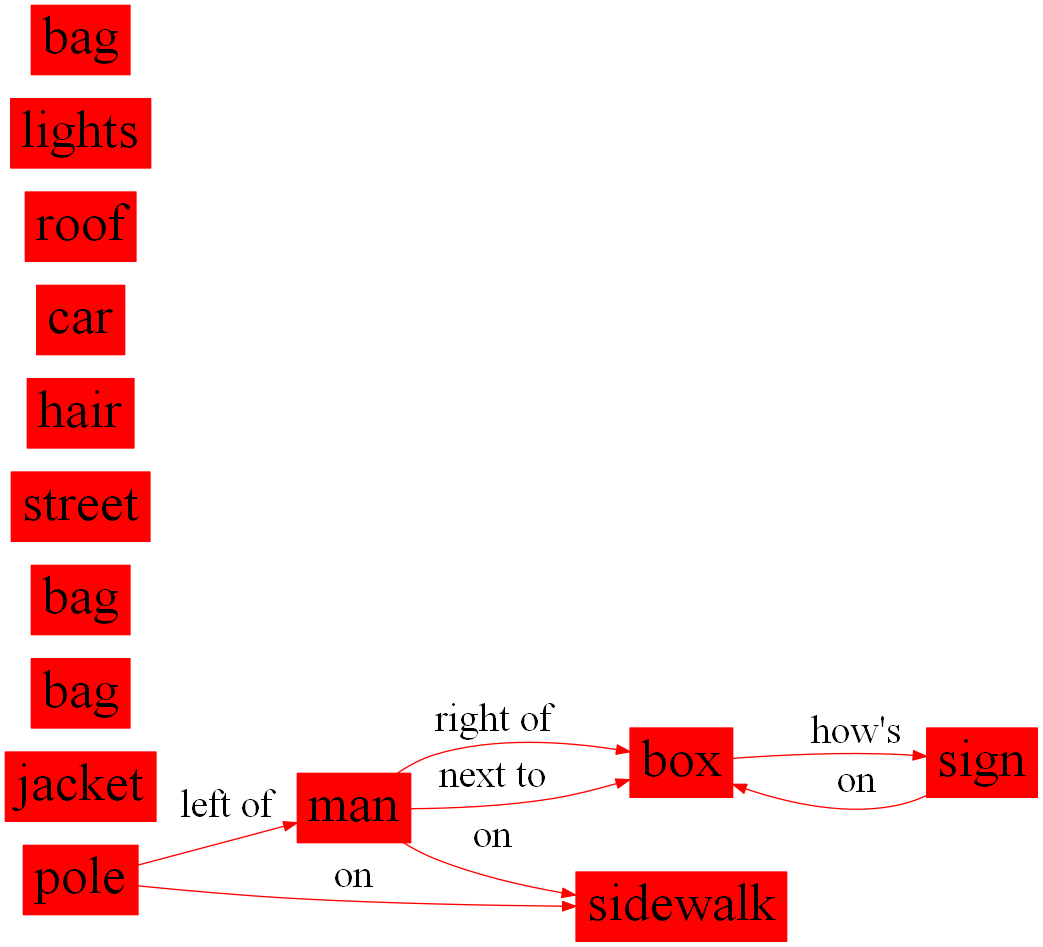 bag
lights
roof
car
hair
street
bag
bag
jacket
pole
left of
on
man
right of
next to
on
box
sidewalk
how's
on
sign